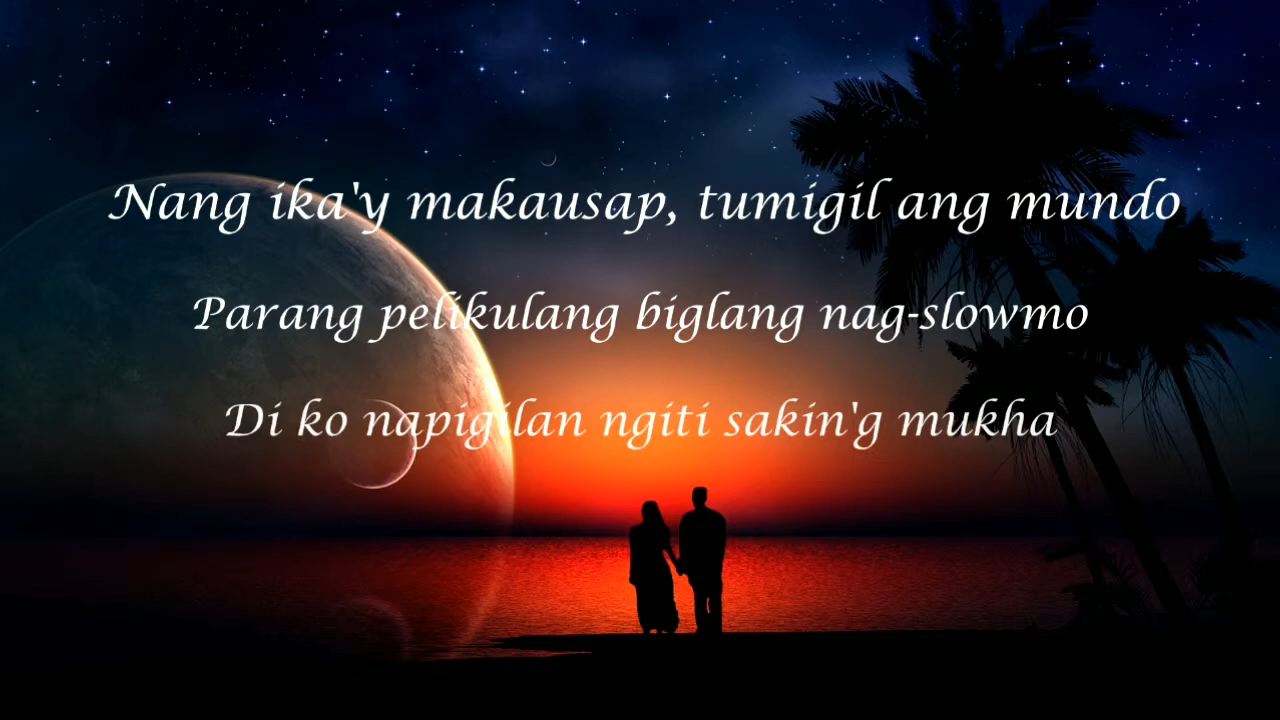 Nang ika'y makausap, tumigil ang mundo
Parang pelikulang biglang nag-slowmo
Di ko napigilan ngiti sakin'g mukha